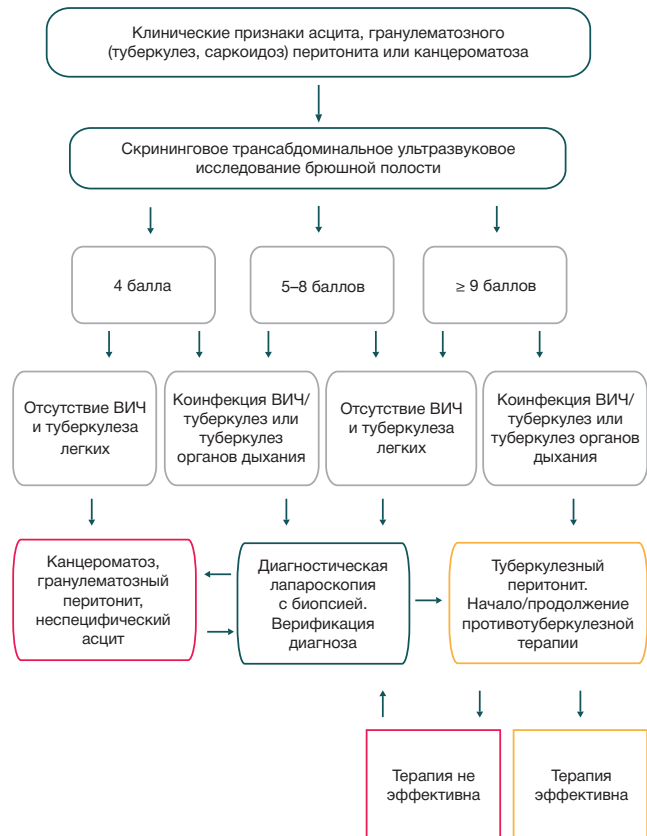 Клинические признаки асцита, гранулематозного
(туберкулез, саркоидоз) перитонита или канцероматоза
Скрининговое трансабдоминальное ультразвуковое
исследование брюшной полости
4 балла
5–8 баллов
≥ 9 баллов
Отсутствие ВИЧ
и туберкулеза
легких
Коинфекция ВИЧ/
туберкулез или
туберкулез
органов дыхания
Отсутствие ВИЧ
и туберкулеза
легких
Коинфекция ВИЧ/
туберкулез или
туберкулез органов
дыхания
Канцероматоз,
гранулематозный
перитонит,
неспецифический
асцит
Диагностическая
лапароскопия
с биопсией.
Верификация
диагноза
Туберкулезный
перитонит.
Начало/продолжение
противотуберкулезной
терапии
Терапия не
эффективна
Терапия
эффективна